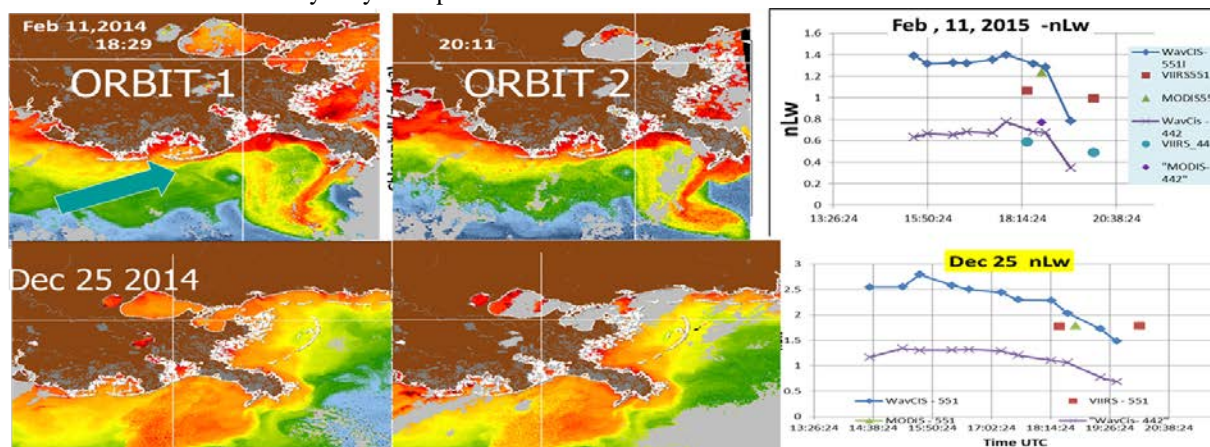 Feb 11,2014
18:29
ORBIT 1
20:11
ORBIT 2
Feb , 11, 2015 -nLw
nLw
1.6
1.4
1.2
1
0.8
0.6
0.4
0.2
0
13:26:24 15:50:24 18:14:24 20:38:24
WavCIS-
551I
VIIRS551
MODIS55
WavCis -
442
VIIRS_44
"MODIS-
442"
Dec 25 2014
Dec 25 nLw
3
2.5
2
1.5
1
0.5
0
13:26:24 14:38:24 15:50:24 17:02:24 18:14:24 19:26:24 20:38:24
WavCIS - 551
VIIRS - 551
MODIS - 551
"WavCis- 442"
Time UTC